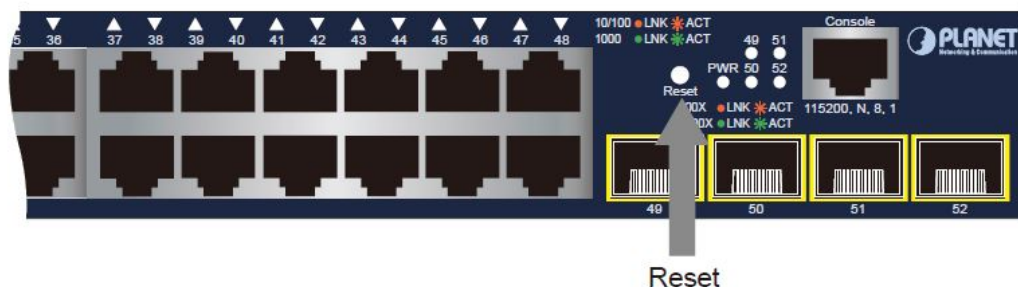 36 37 38 39 40 41 42 43 44 45 46 47 48
10/100 LNK ACT
1000 LNK ACT
49 51
PWR 50 52
Reset
LNK ACT
LNK ACT
Console
115200, N, 8, 1
PLANET
Networking & Communication
49 50 51 52
Reset